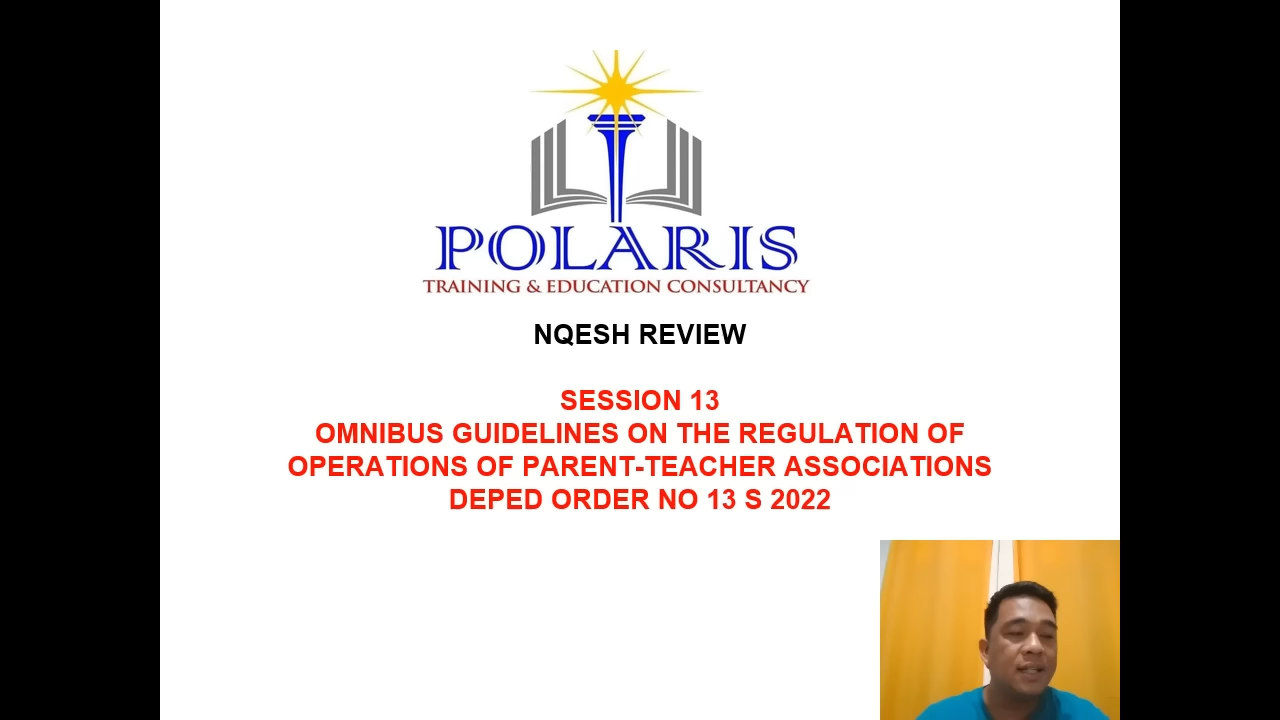 POLARIS
TRAINING & EDUCATION CONSULTANCY
NQESH REVIEW
SESSION 13
OMNIBUS GUIDELINES ON THE REGULATION OF
OPERATIONS OF PARENT-TEACHER ASSOCIATIONS
DEPED ORDER NO 13 S 2022